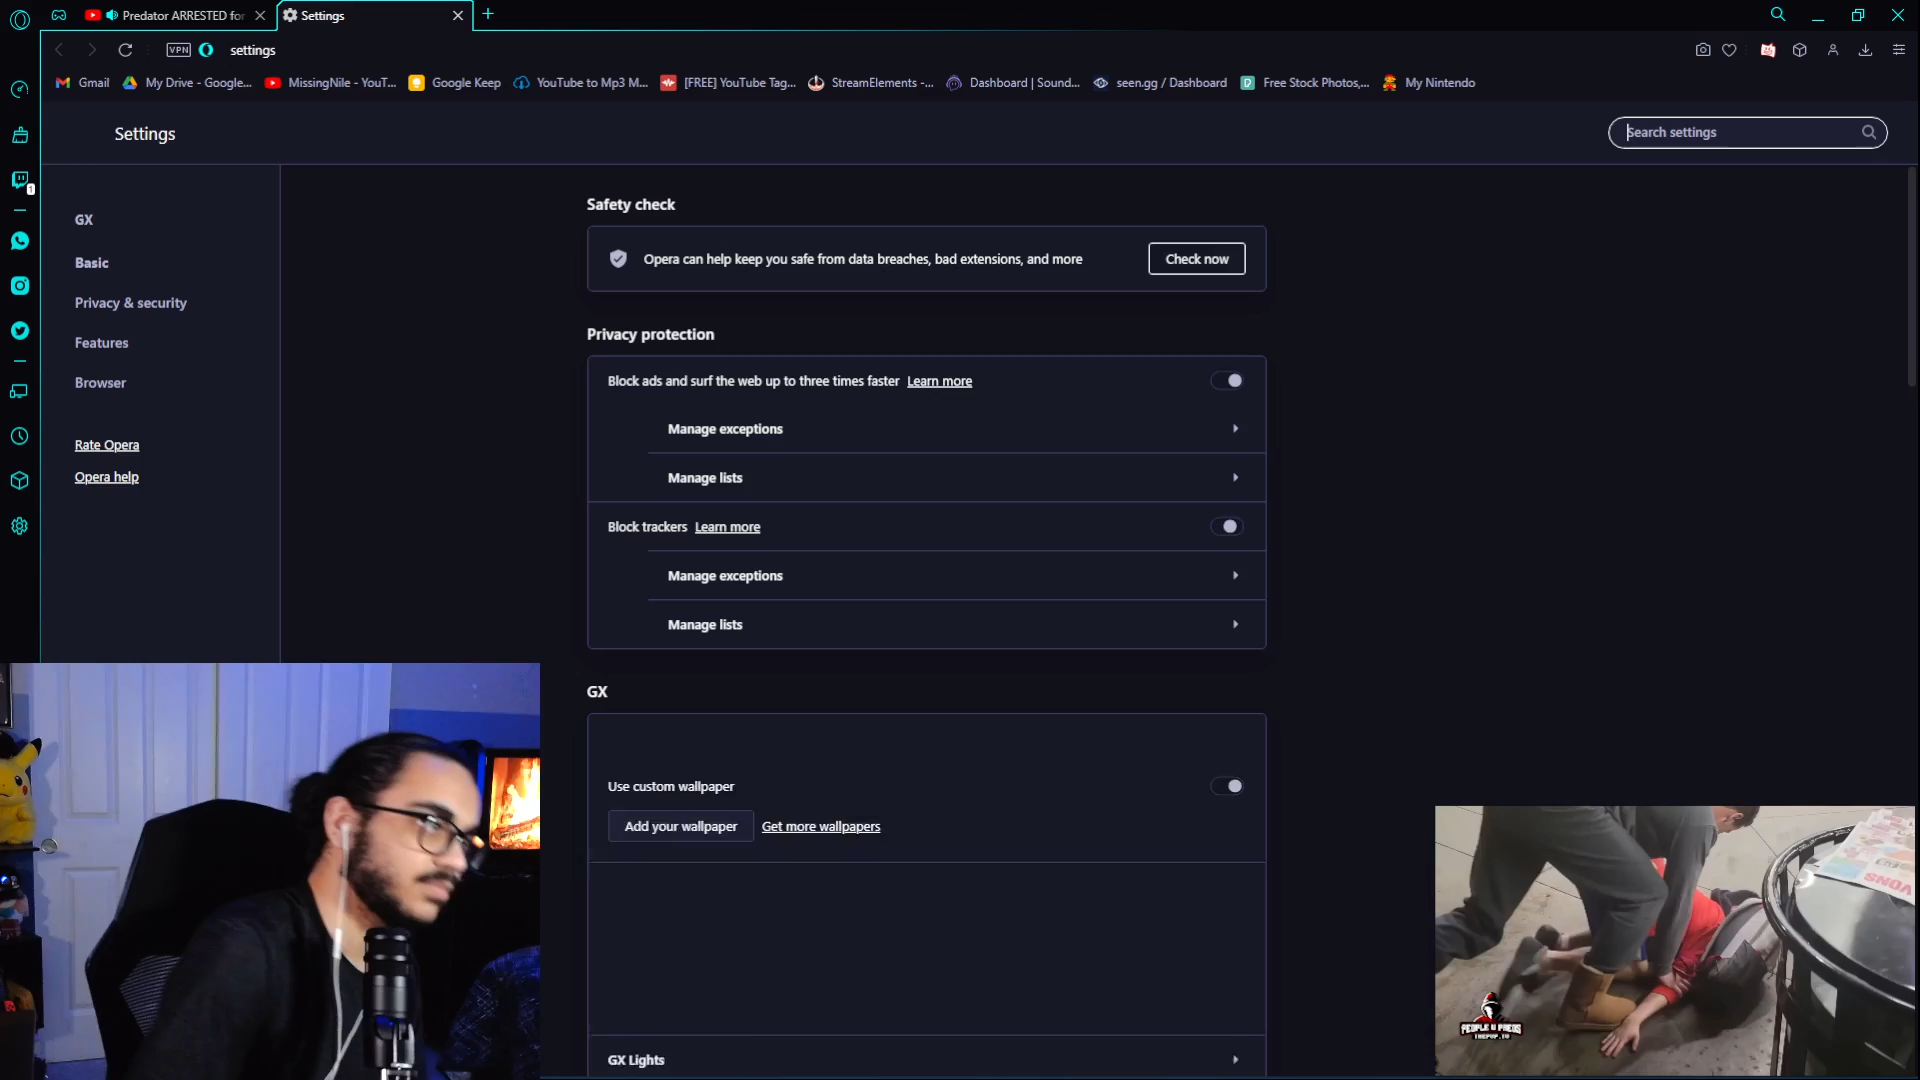 Predator ARRESTED for
Settings
VPN
settings
Gmail
My Drive - Google...
MissingNile - YouT...
Google Keep
YouTube to Mp3 M...
[FREE] YouTube Tag...
StreamElements -...
Dashboard | Sound...
seen.gg / Dashboard
Free Stock Photos,...
My Nintendo
1
Settings
Search settings
GX
Basic
Privacy & security
Features
Browser
Rate Opera
Opera help
Safety check
Opera can help keep you safe from data breaches, bad extensions, and more
Check now
Privacy protection
Block ads and surf the web up to three times faster Learn more
Manage exceptions
Manage lists
Block trackers Learn more
Manage exceptions
Manage lists
GX
Use custom wallpaper
Add your wallpaper
Get more wallpapers
GX Lights
VONS
PEOPLE V PREDS